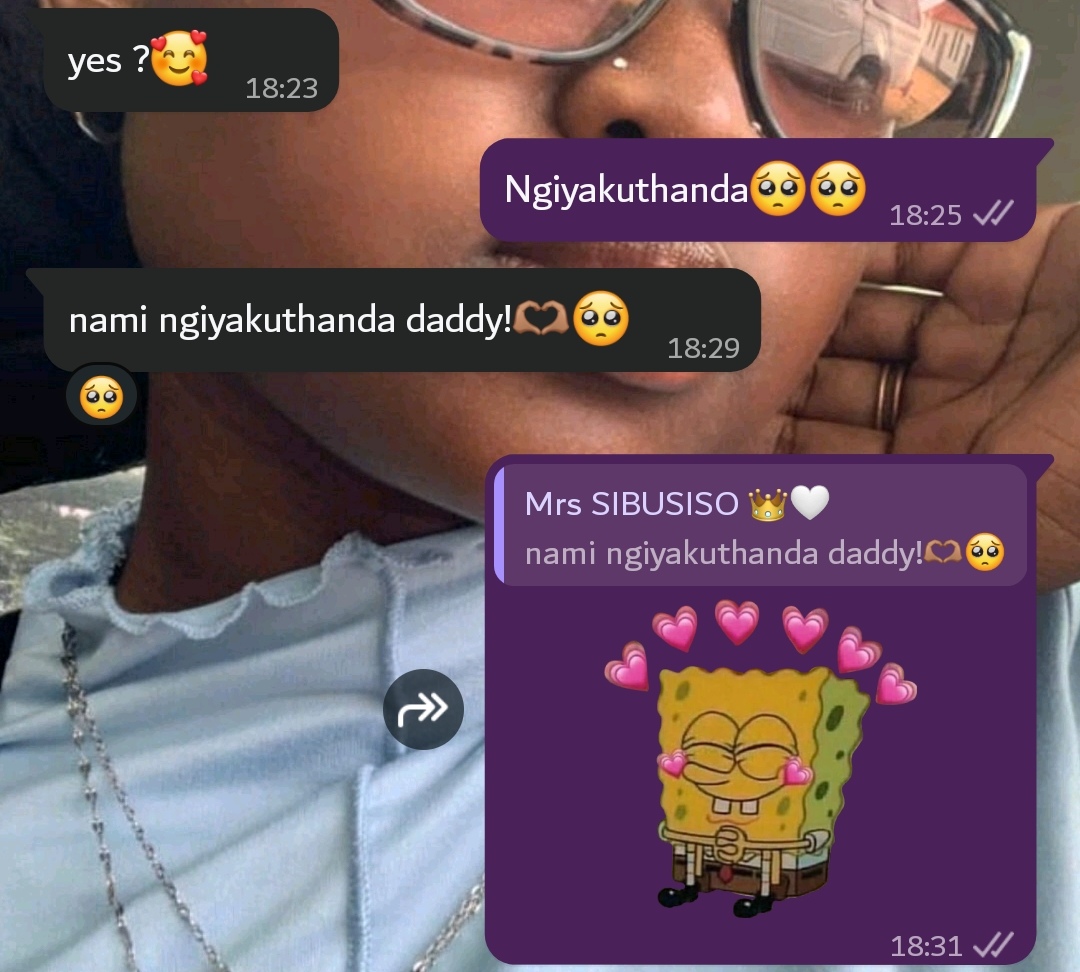 yes ?🥰
18:23
Ngiyakuthanda🥺🥺
18:25
nami ngiyakuthanda daddy!🫶🏽🥺
18:29
🥺
Mrs SIBUSISO 👑🤍
nami ngiyakuthanda daddy!🫶🏽🥺
18:31